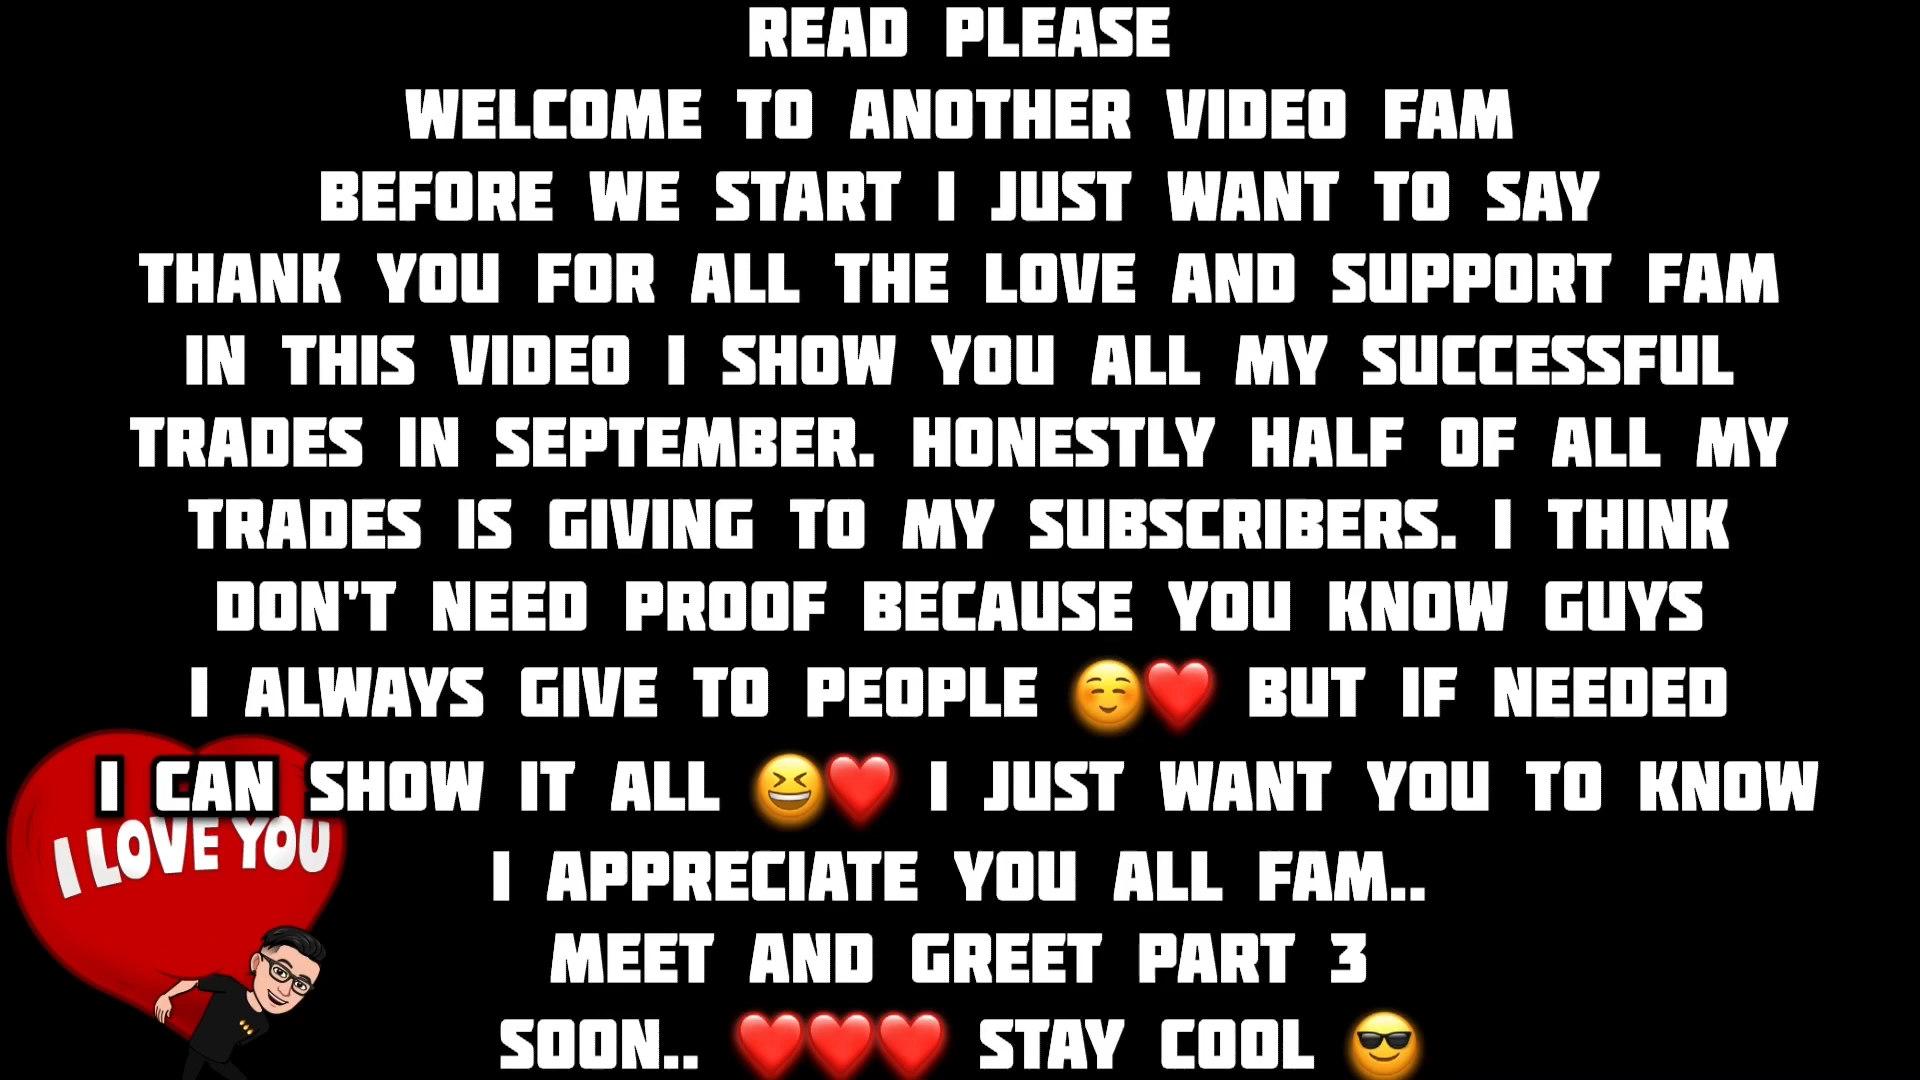 READ PLEASE
WELCOME TO ANOTHER VIDEO FAM
BEFORE WE START I JUST WANT TO SAY
THANK YOU FOR ALL THE LOVE AND SUPPORT FAM
IN THIS VIDEO I SHOW YOU ALL MY SUCCESSFUL
TRADES IN SEPTEMBER. HONESTLY HALF OF ALL MY
TRADES IS GIVING TO MY SUBSCRIBERS. I THINK
DON'T NEED PROOF BECAUSE YOU KNOW GUYS
I ALWAYS GIVE TO PEOPLE ☺️❤️ BUT IF NEEDED
I CAN SHOW IT ALL 😆❤️ I JUST WANT YOU TO KNOW
I APPRECIATE YOU ALL FAM..
MEET AND GREET PART 3
SOON.. ❤️❤️❤️ STAY COOL 😎
I LOVE YOU